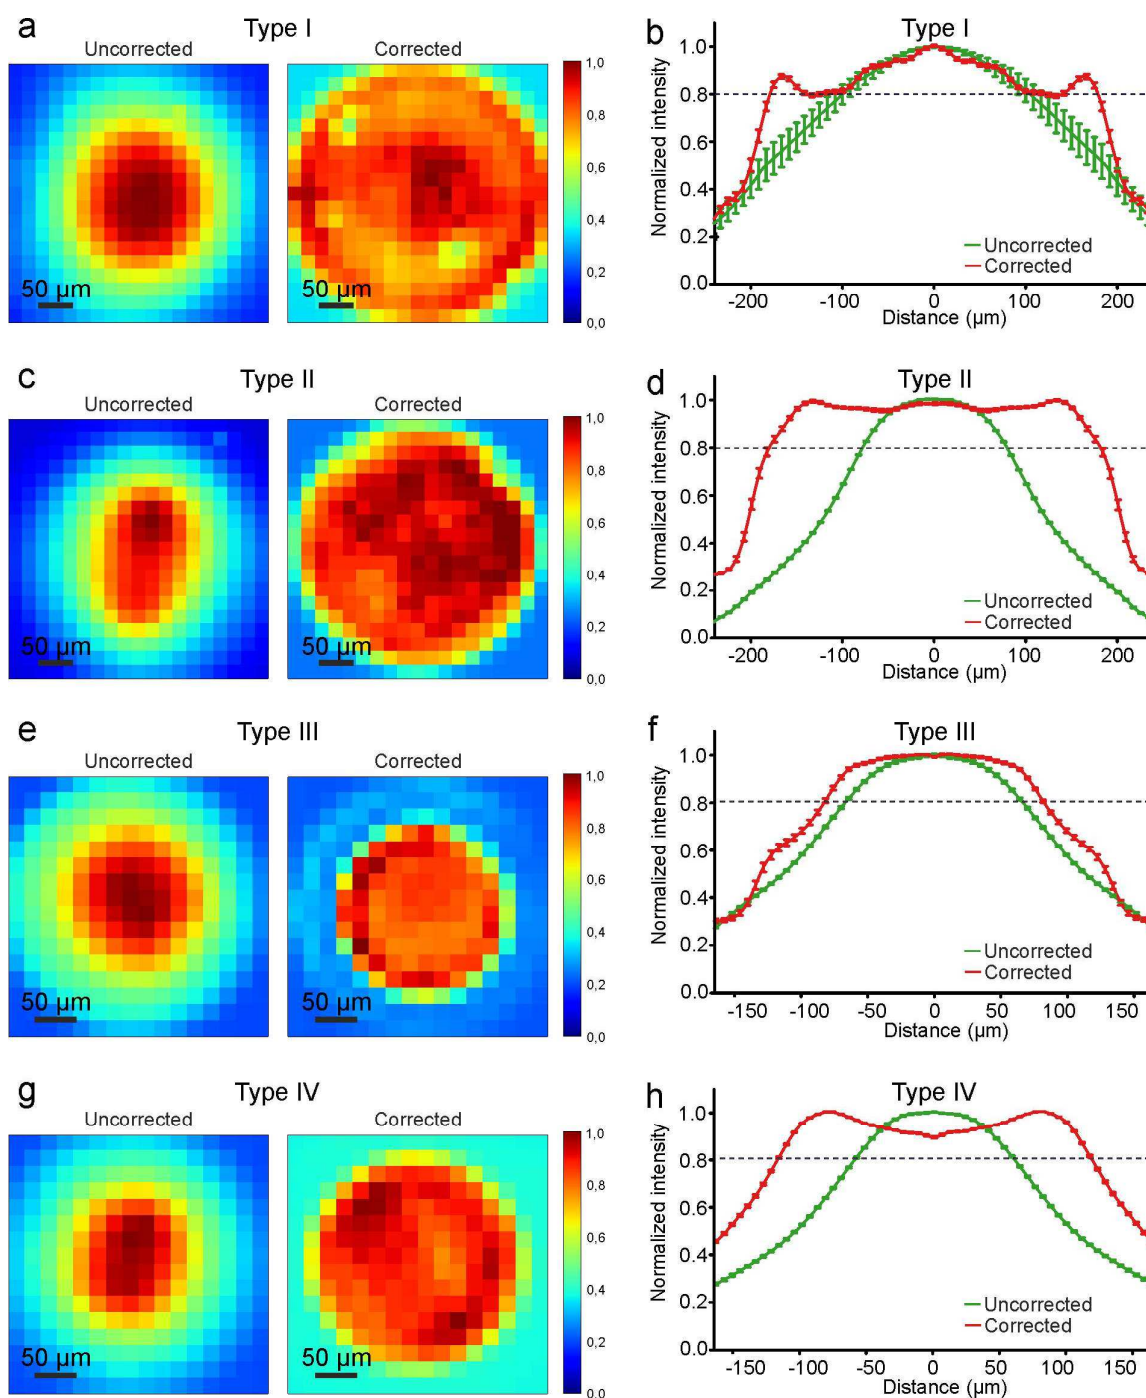 a Type I
Uncorrected Corrected
1,0
0,8
0,6
0,4
0,2
0,0
50 µm 50 µm
b Type I
Normalized intensity
1.0
0.8
0.6
0.4
0.2
0.0
Uncorrected
Corrected
-200 -100 0 100 200
Distance (µm)
c Type II
Uncorrected Corrected
1,0
0,8
0,6
0,4
0,2
0,0
50 µm 50 µm
d Type II
Normalized intensity
1.0
0.8
0.6
0.4
0.2
0.0
Uncorrected
Corrected
-200 -100 0 100 200
Distance (µm)
e Type III
Uncorrected Corrected
1,0
0,8
0,6
0,4
0,2
0,0
50 µm 50 µm
f Type III
Normalized intensity
1.0
0.8
0.6
0.4
0.2
0.0
Uncorrected
Corrected
-150 -100 -50 0 50 100 150
Distance (µm)
g Type IV
Uncorrected Corrected
1,0
0,8
0,6
0,4
0,2
0,0
50 µm 50 µm
h Type IV
Normalized intensity
1.0
0.8
0.6
0.4
0.2
0.0
Uncorrected
Corrected
-150 -100 -50 0 50 100 150
Distance (µm)